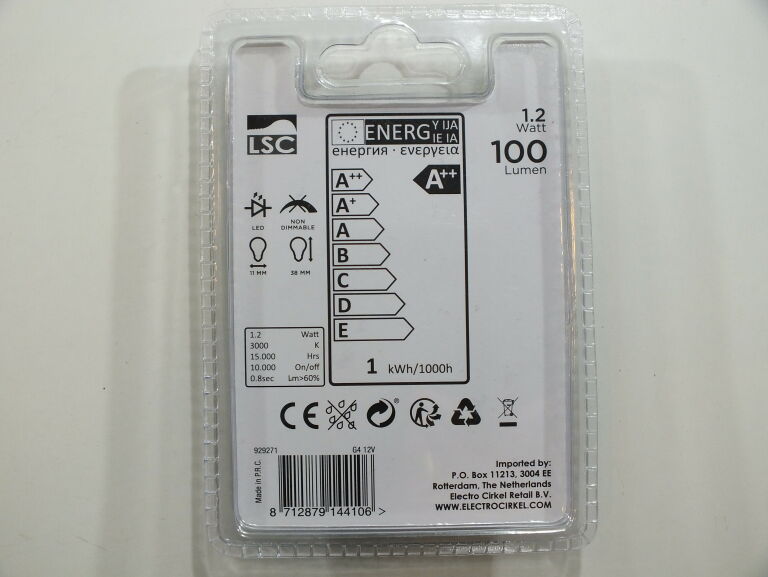 LSC
ENERG Y IJA
IE IA
енергия · ενεργεια
1.2
Watt
100
Lumen
A++
A++
A+
A
B
C
D
E
1 kWh/1000h
LED
NON
DIMMABLE
11 MM
38 MM
1.2 Watt
3000 K
15.000 Hrs
10.000 On/off
0.8sec Lm>60%
CE
®
929271
G4 12V
Made in P.R.C.
8 712879 144106 >
Imported by:
P.O. Box 11213, 3004 EE
Rotterdam, The Netherlands
Electro Cirkel Retail B.V.
WWW.ELECTROCIRKEL.COM